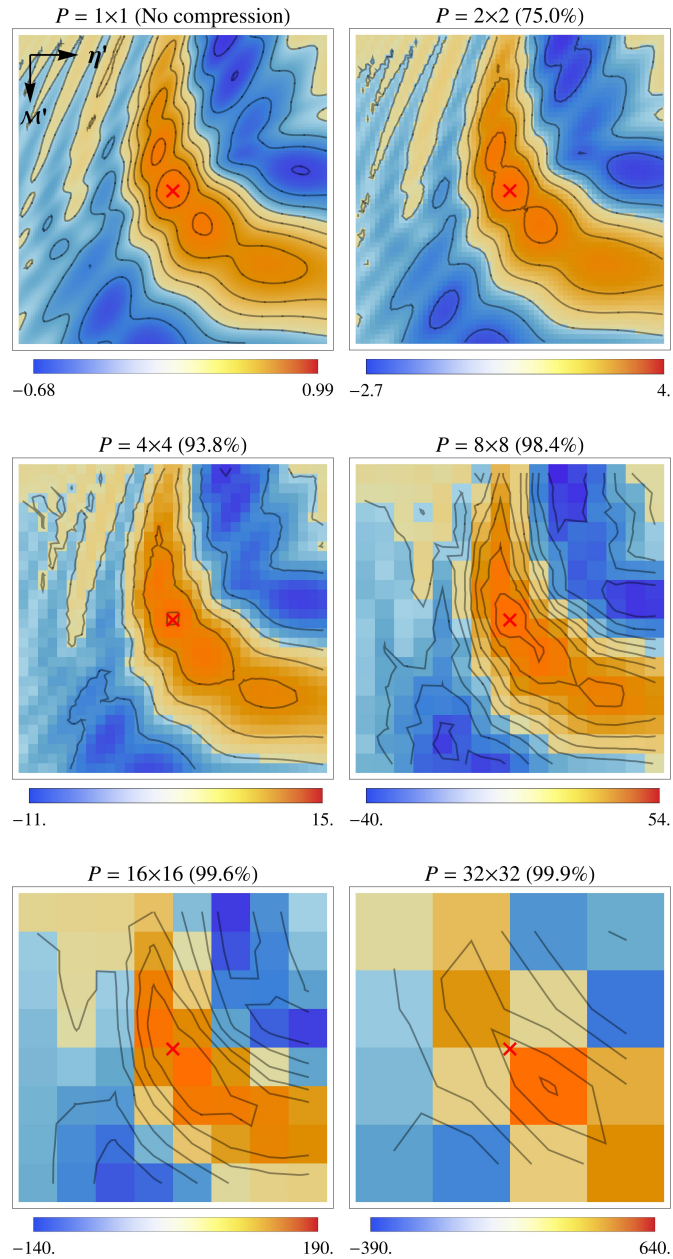 P = 1×1 (No compression)
P = 2×2 (75.0%)
η'
ℳ'
−0.68
0.99
−2.7
4.
P = 4×4 (93.8%)
P = 8×8 (98.4%)
−11.
15.
−40.
54.
P = 16×16 (99.6%)
P = 32×32 (99.9%)
−140.
190.
−390.
640.